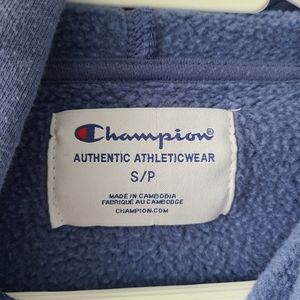 Champion®
AUTHENTIC ATHLETICWEAR
S/P
MADE IN CAMBODIA
FABRIQUÉ AU CAMBODGE
CHAMPION.COM